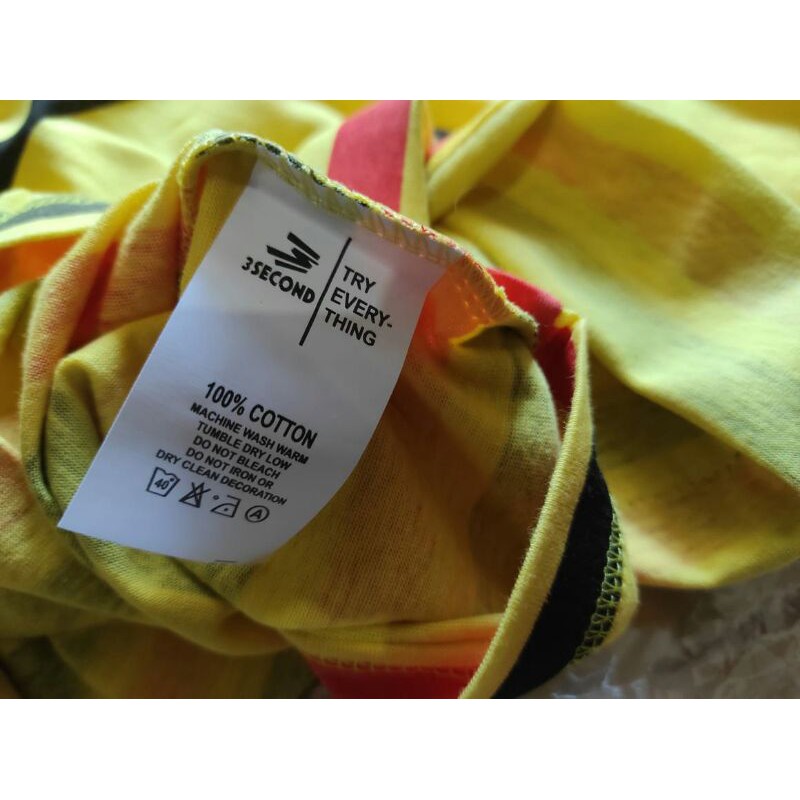 3SECOND
TRY
EVERY-
THING
100% COTTON
MACHINE WASH WARM
TUMBLE DRY LOW
DO NOT BLEACH
DO NOT IRON OR
DRY CLEAN DECORATION
40°
A